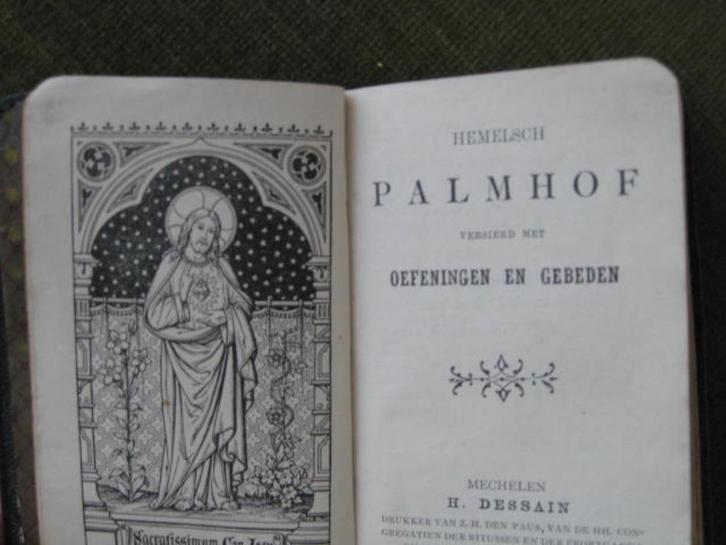 Sacratissimum Cor Jesu
HEMELSCH
PALMHOF
VERSIERD MET
OEFENINGEN EN GEBEDEN
MECHELEN
H. DESSAIN
DRUKKER VAN Z. H. DEN PAUS, VAN DE HH. CON-
GREGATIEN DER RITUSSEN EN DER PROPAGANDA